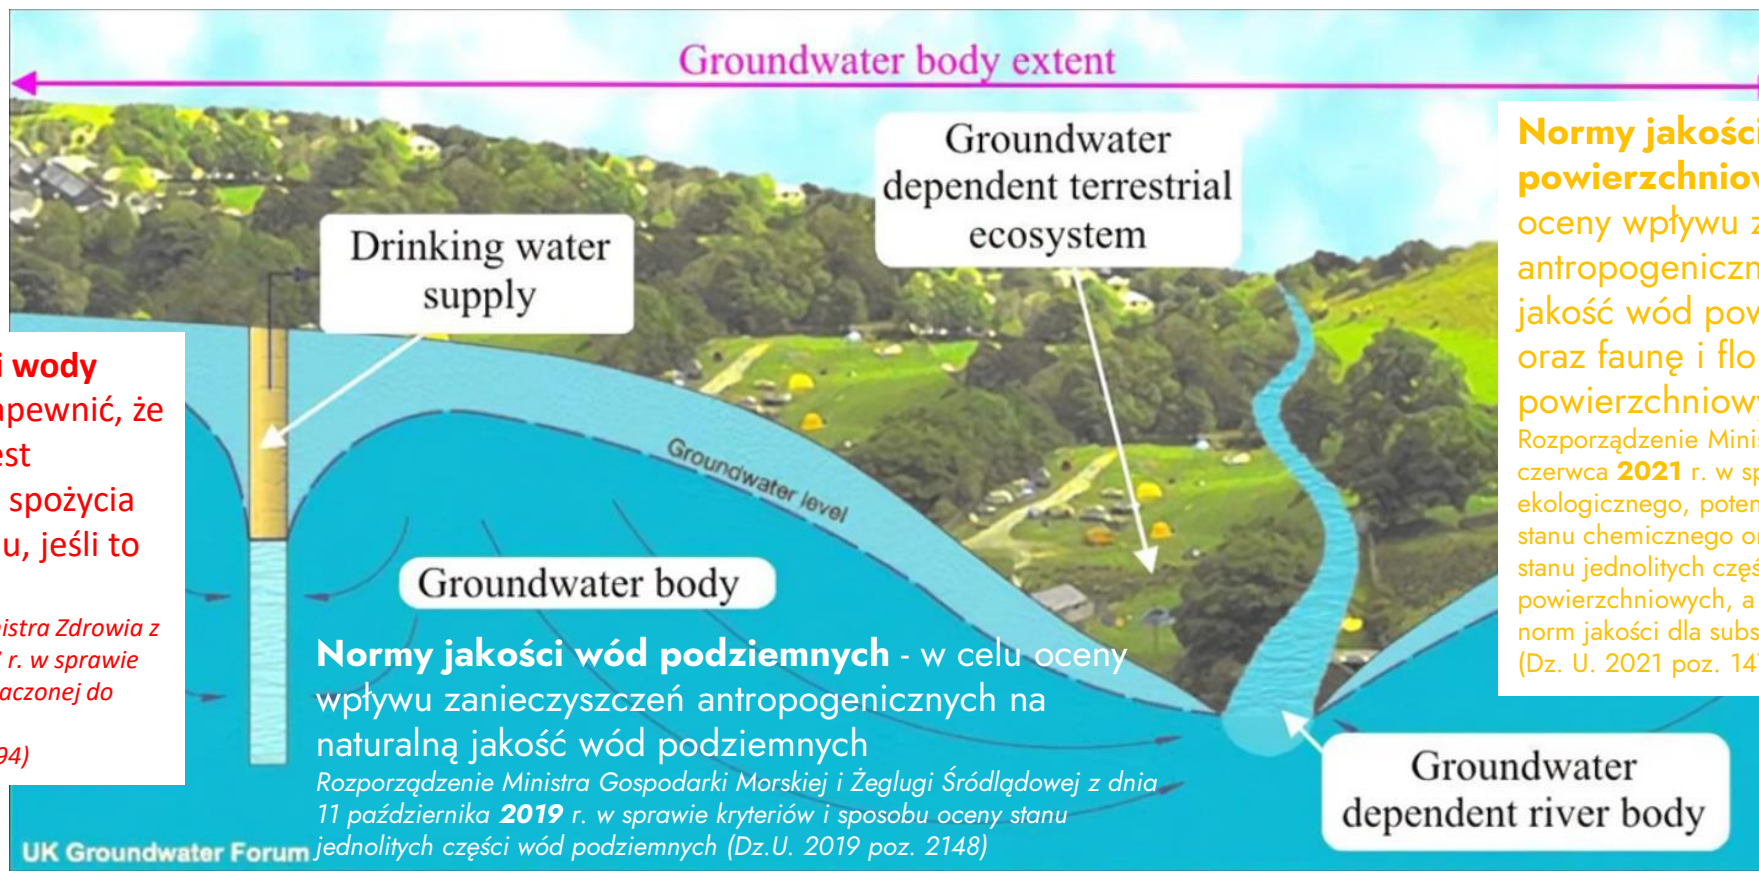 Groundwater body extent
Groundwater
dependent terrestrial
ecosystem
Drinking water
supply
Groundwater level
Groundwater body
Groundwater
dependent river body
i wody
apewnić, że
est
spożycia
u, jeśli to
nistra Zdrowia z
r. w sprawie
aczonej do
94)
Normy jakości wód podziemnych - w celu oceny
wpływu zanieczyszczeń antropogenicznych na
naturalną jakość wód podziemnych
Rozporządzenie Ministra Gospodarki Morskiej i Żeglugi Śródlądowej z dnia
11 października 2019 r. w sprawie kryteriów i sposobu oceny stanu
jednolitych części wód podziemnych (Dz.U. 2019 poz. 2148)
Normy jakości
powierzchniow
oceny wpływu z
antropogeniczn
jakość wód pow
oraz faunę i flo
powierzchniowy
Rozporządzenie Minis
czerwca 2021 r. w sp
ekologicznego, poten
stanu chemicznego or
stanu jednolitych częś
powierzchniowych, a
norm jakości dla subs
(Dz. U. 2021 poz. 147
UK Groundwater Forum